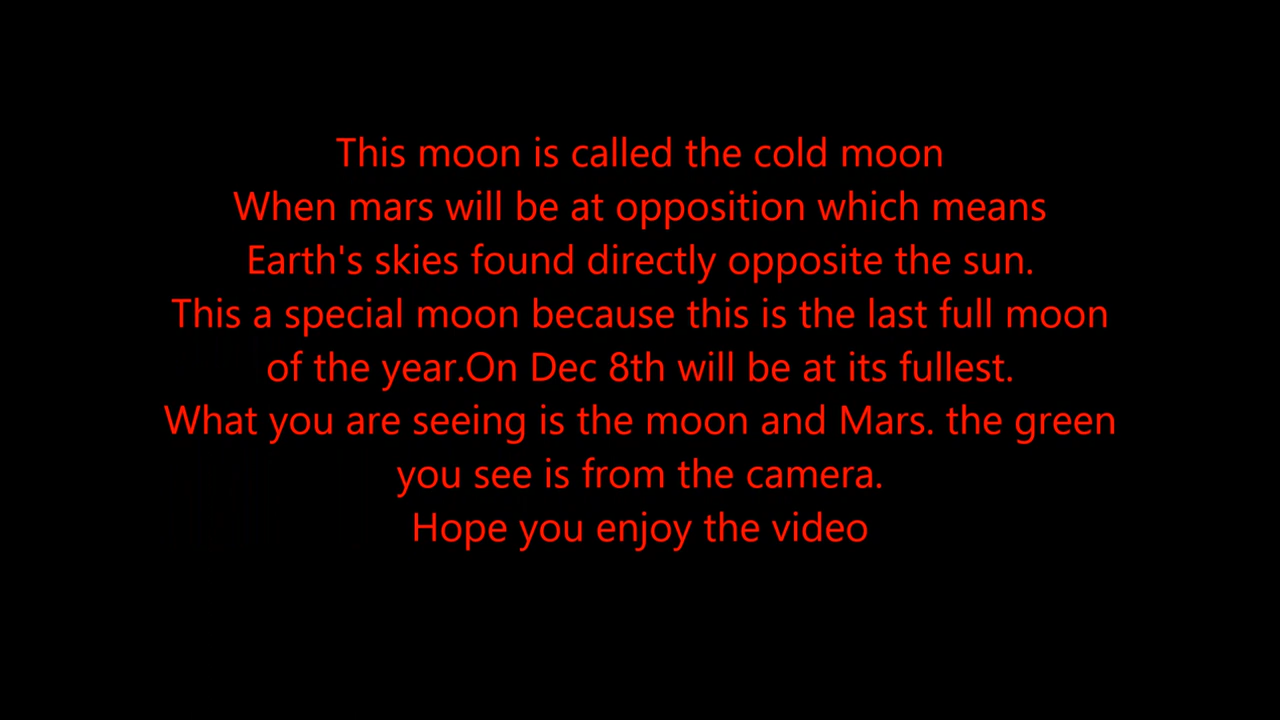 This moon is called the cold moon
When mars will be at opposition which means
Earth's skies found directly opposite the sun.
This a special moon because this is the last full moon
of the year.On Dec 8th will be at its fullest.
What you are seeing is the moon and Mars. the green
you see is from the camera.
Hope you enjoy the video